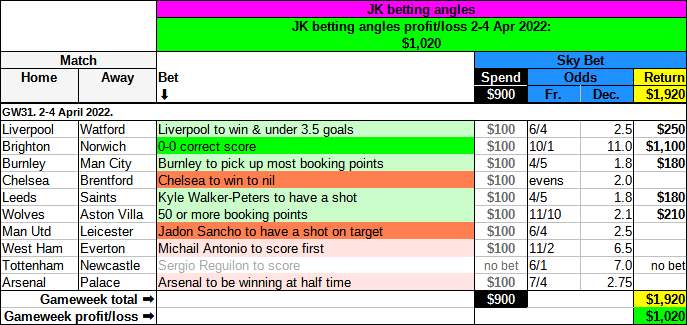 JK betting angles
JK betting angles profit/loss 2-4 Apr 2022:
$1,020
Match Sky Bet
Home Away Bet Spend Odds Return
⬇ $900 Fr. Dec. $1,920
GW31. 2-4 April 2022.
Liverpool Watford Liverpool to win & under 3.5 goals $100 6/4 2.5 $250
Brighton Norwich 0-0 correct score $100 10/1 11.0 $1,100
Burnley Man City Burnley to pick up most booking points $100 4/5 1.8 $180
Chelsea Brentford Chelsea to win to nil $100 evens 2.0
Leeds Saints Kyle Walker-Peters to have a shot $100 4/5 1.8 $180
Wolves Aston Villa 50 or more booking points $100 11/10 2.1 $210
Man Utd Leicester Jadon Sancho to have a shot on target $100 6/4 2.5
West Ham Everton Michail Antonio to score first $100 11/2 6.5
Tottenham Newcastle Sergio Reguilon to score no bet 6/1 7.0 no bet
Arsenal Palace Arsenal to be winning at half time $100 7/4 2.75
Gameweek total ➡ $900 $1,920
Gameweek profit/loss ➡ $1,020